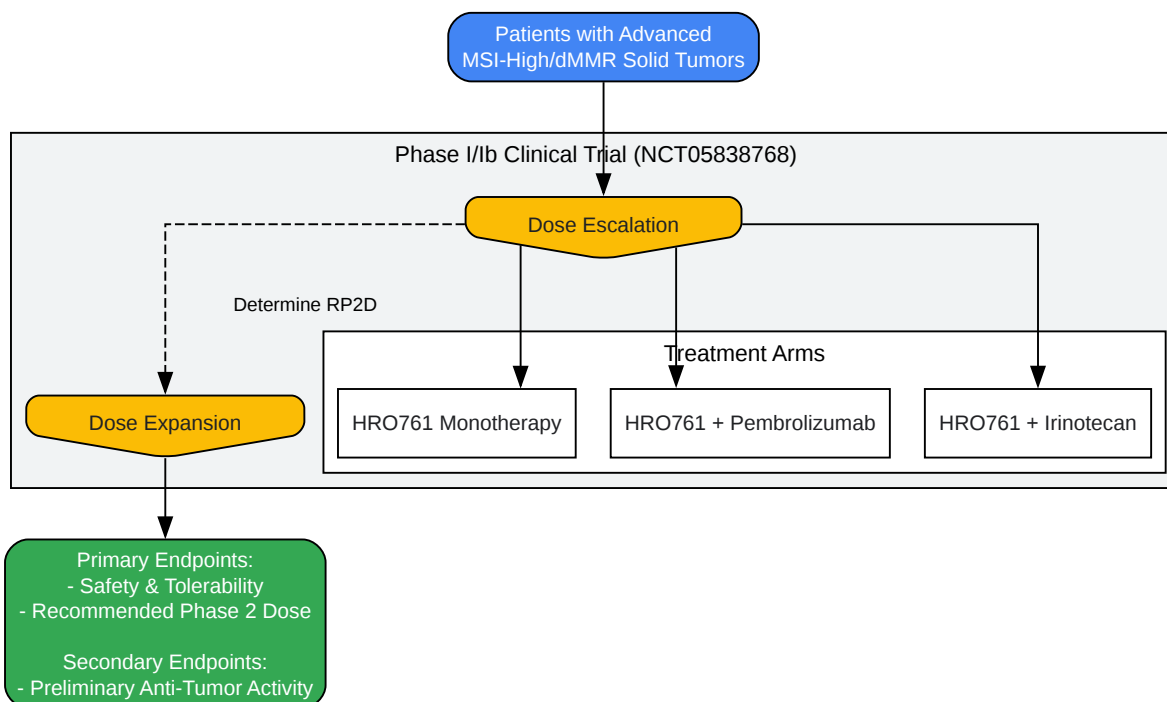 Patients with Advanced
MSI-High/dMMR Solid Tumors
Phase I/Ib Clinical Trial (NCT05838768)
Dose Escalation
Determine RP2D
Treatment Arms
Dose Expansion
HRO761 Monotherapy
HRO761 + Pembrolizumab
HRO761 + Irinotecan
Primary Endpoints:
- Safety & Tolerability
- Recommended Phase 2 Dose
Secondary Endpoints:
- Preliminary Anti-Tumor Activity